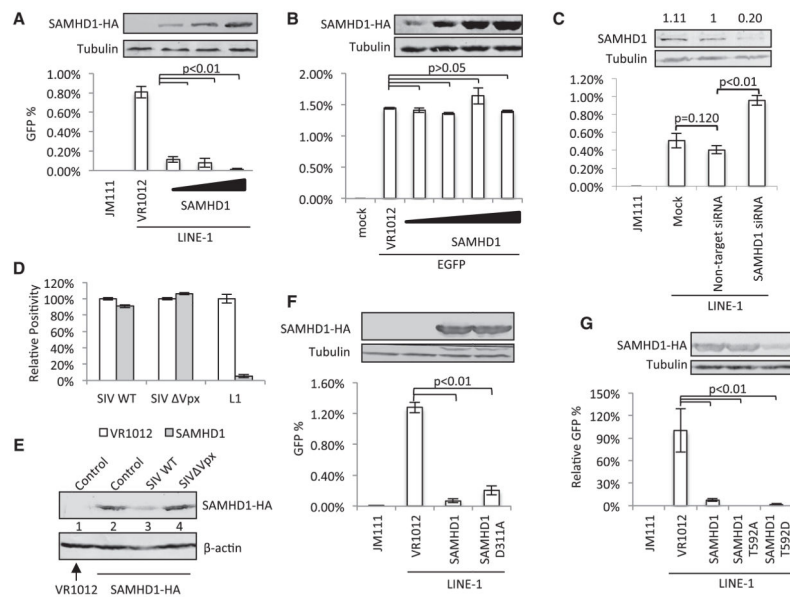 A
SAMHD1-HA
Tubulin
p<0.01
1.00%
0.80%
0.60%
0.40%
0.20%
0.00%
GFP %
JM111
VR1012
SAMHD1
LINE-1
B
SAMHD1-HA
Tubulin
p>0.05
2.00%
1.50%
1.00%
0.50%
0.00%
mock
VR1012
SAMHD1
EGFP
C
1.11 1 0.20
SAMHD1
Tubulin
p<0.01
p=0.120
1.20%
1.00%
0.80%
0.60%
0.40%
0.20%
0.00%
JM111
Mock
Non-target siRNA
SAMHD1 siRNA
LINE-1
D
120%
100%
80%
60%
40%
20%
0%
Relative Positivity
SIV WT SIV ΔVpx L1
VR1012 SAMHD1
E
Control
Control
SIV WT
SIVΔVpx
SAMHD1-HA
1 2 3 4
β-actin
VR1012 SAMHD1-HA
F
SAMHD1-HA
Tubulin
p<0.01
1.60%
1.20%
0.80%
0.40%
0.00%
GFP %
JM111
VR1012
SAMHD1
SAMHD1
D311A
LINE-1
G
SAMHD1-HA
Tubulin
p<0.01
150%
120%
90%
60%
30%
0%
Relative GFP %
JM111
VR1012
SAMHD1
SAMHD1
T592A
SAMHD1
T592D
LINE-1